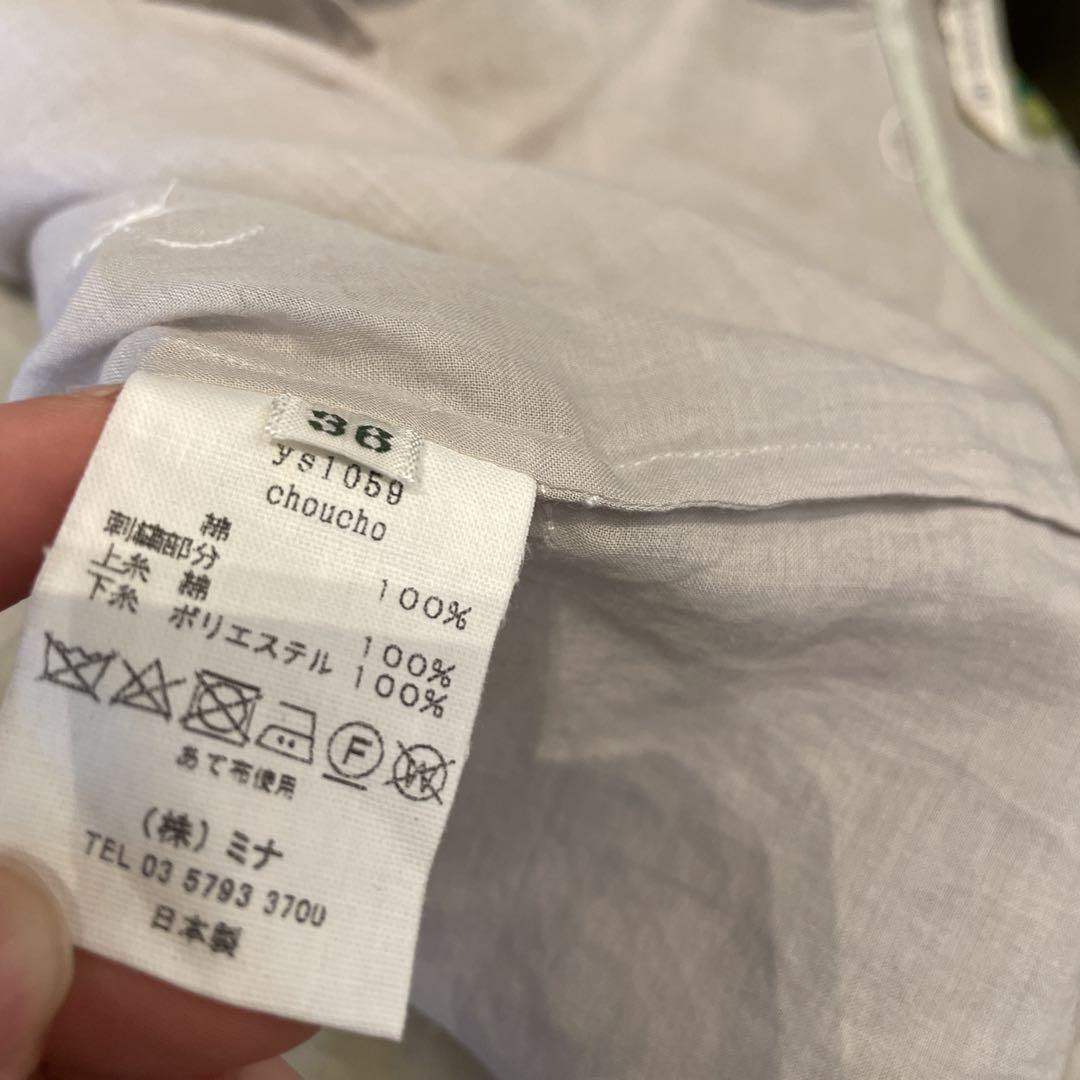 36
ys1059
choucho
綿 100%
刺繍部分
上糸 綿 100%
下糸 ポリエステル 100%
F
W
あて布使用
(株)ミナ
TEL 03 5793 3700
日本製